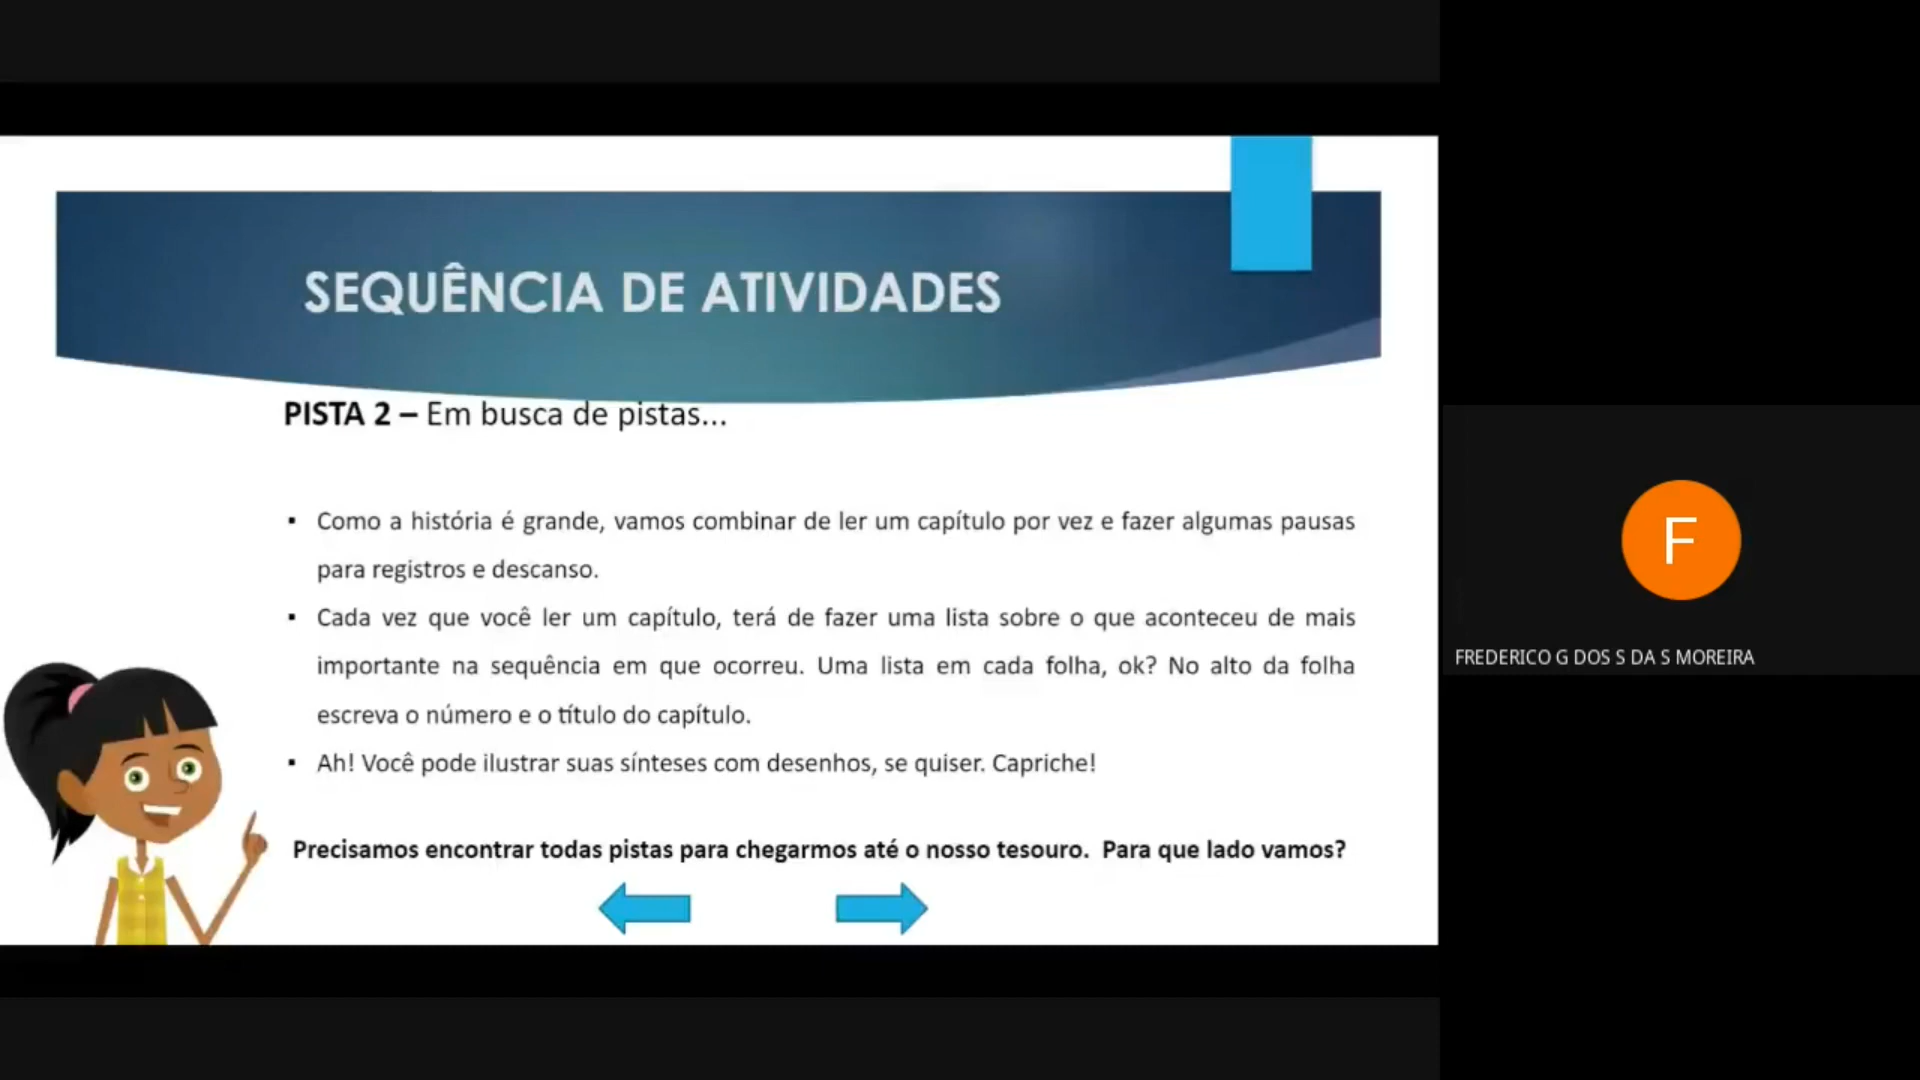 SEQUÊNCIA DE ATIVIDADES
PISTA 2 – Em busca de pistas...
▪ Como a história é grande, vamos combinar de ler um capítulo por vez e fazer algumas pausas
para registros e descanso.
▪ Cada vez que você ler um capítulo, terá de fazer uma lista sobre o que aconteceu de mais
importante na sequência em que ocorreu. Uma lista em cada folha, ok? No alto da folha
escreva o número e o título do capítulo.
▪ Ah! Você pode ilustrar suas sínteses com desenhos, se quiser. Capriche!
Precisamos encontrar todas pistas para chegarmos até o nosso tesouro. Para que lado vamos?
F
FREDERICO G DOS S DA S MOREIRA